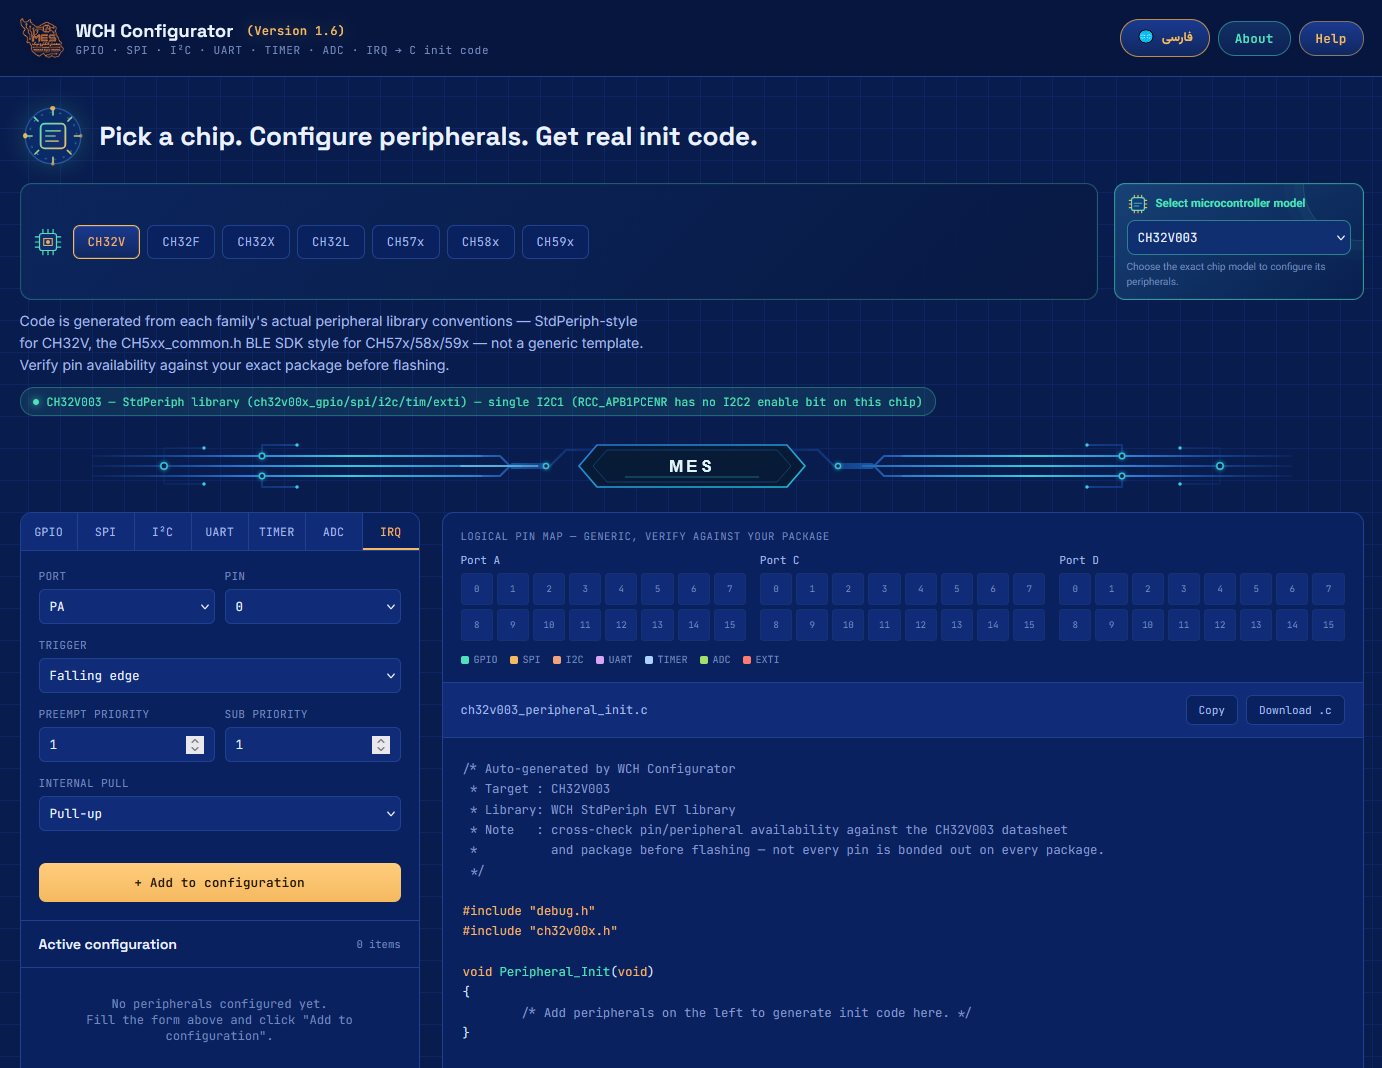 WCH Configurator (Version 1.6)
GPIO · SPI · I²C · UART · TIMER · ADC · IRQ → C init code
فارسی
About
Help
Pick a chip. Configure peripherals. Get real init code.
CH32V CH32F CH32X CH32L CH57x CH58x CH59x
Select microcontroller model
CH32V003
Choose the exact chip model to configure its
peripherals.
Code is generated from each family's actual peripheral library conventions — StdPeriph-style
for CH32V, the CH5xx_common.h BLE SDK style for CH57x/58x/59x — not a generic template.
Verify pin availability against your exact package before flashing.
CH32V003 — StdPeriph library (ch32v00x_gpio/spi/i2c/tim/exti) — single I2C1 (RCC_APB1PCENR has no I2C2 enable bit on this chip)
MES
GPIO SPI I²C UART TIMER ADC IRQ
PORT PIN
PA 0
TRIGGER
Falling edge
PREEMPT PRIORITY SUB PRIORITY
1 1
INTERNAL PULL
Pull-up
+ Add to configuration
Active configuration 0 items
No peripherals configured yet.
Fill the form above and click "Add to
configuration".
LOGICAL PIN MAP — GENERIC, VERIFY AGAINST YOUR PACKAGE
Port A Port C Port D
0 1 2 3 4 5 6 7 0 1 2 3 4 5 6 7 0 1 2 3 4 5 6 7
8 9 10 11 12 13 14 15 8 9 10 11 12 13 14 15 8 9 10 11 12 13 14 15
GPIO SPI I2C UART TIMER ADC EXTI
ch32v003_peripheral_init.c
Copy
Download .c
/* Auto-generated by WCH Configurator
* Target : CH32V003
* Library: WCH StdPeriph EVT library
* Note : cross-check pin/peripheral availability against the CH32V003 datasheet
* and package before flashing — not every pin is bonded out on every package.
*/
#include "debug.h"
#include "ch32v00x.h"
void Peripheral_Init(void)
{
/* Add peripherals on the left to generate init code here. */
}